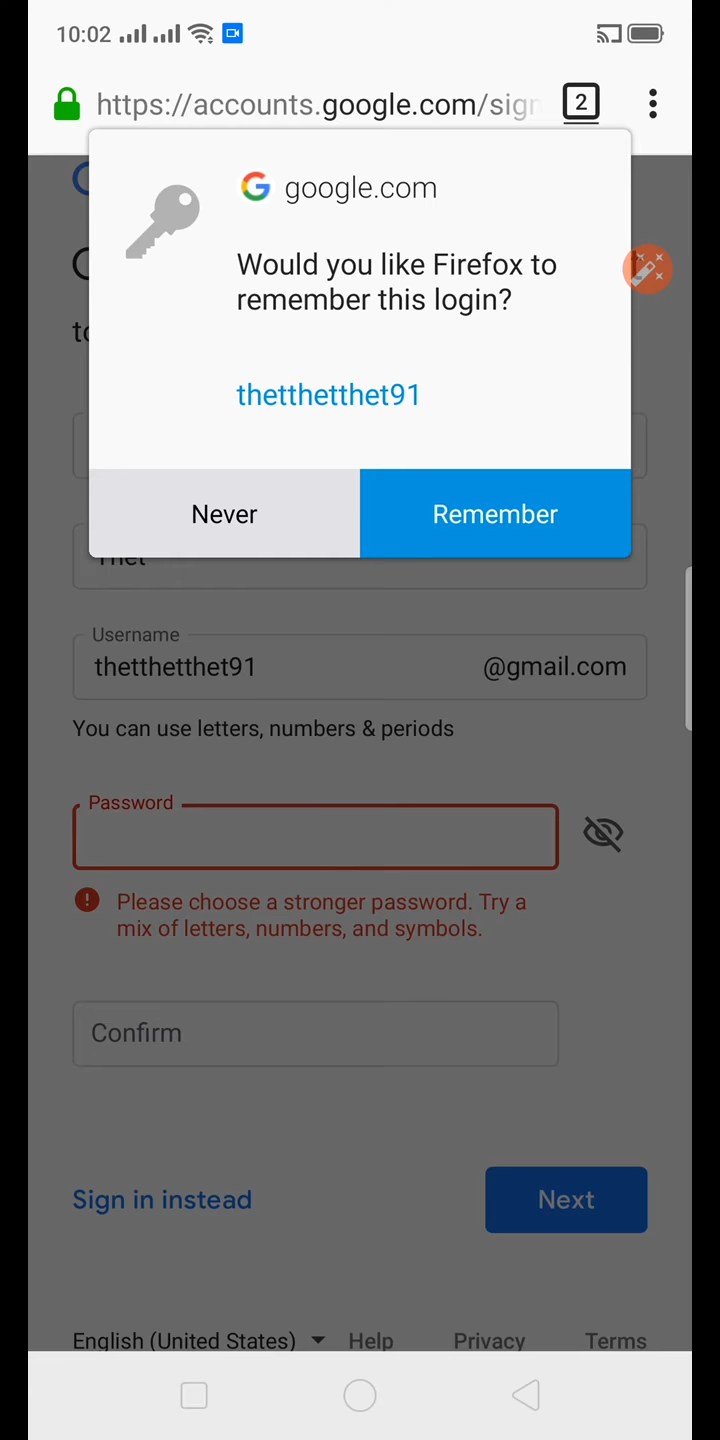 10:02
https://accounts.google.com/sign
2
google.com
Would you like Firefox to
remember this login?
thetthetthet91
Never
Remember
Thet
Username
thetthetthet91
@gmail.com
You can use letters, numbers & periods
Password
Please choose a stronger password. Try a
mix of letters, numbers, and symbols.
Confirm
Sign in instead
Next
English (United States)
Help
Privacy
Terms